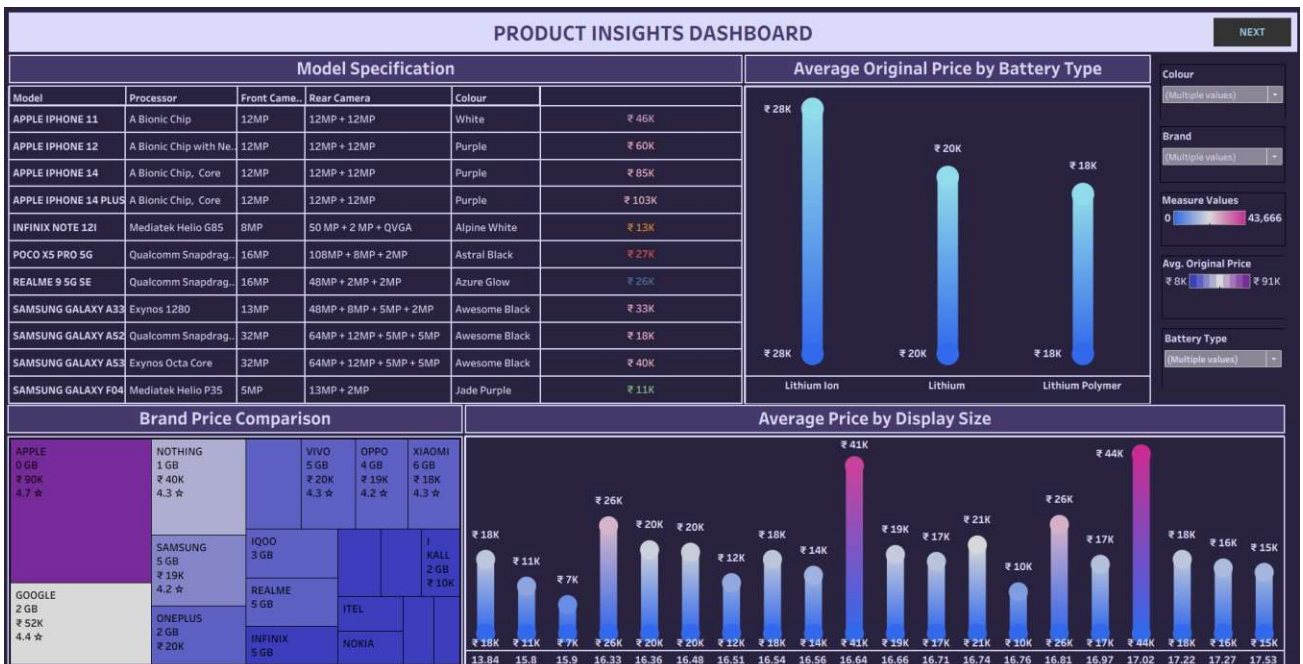 PRODUCT INSIGHTS DASHBOARD
NEXT
Model Specification
Model Processor Front Came.. Rear Camera Colour
APPLE IPHONE 11 A Bionic Chip 12MP 12MP + 12MP White ₹ 46K
APPLE IPHONE 12 A Bionic Chip with Ne.. 12MP 12MP + 12MP Purple ₹ 60K
APPLE IPHONE 14 A Bionic Chip, Core 12MP 12MP + 12MP Purple ₹ 85K
APPLE IPHONE 14 PLUS A Bionic Chip, Core 12MP 12MP + 12MP Purple ₹ 103K
INFINIX NOTE 12I Mediatek Helio G85 8MP 50 MP + 2 MP + QVGA Alpine White ₹ 13K
POCO X5 PRO 5G Qualcomm Snapdrag.. 16MP 108MP + 8MP + 2MP Astral Black ₹ 27K
REALME 9 5G SE Qualcomm Snapdrag.. 16MP 48MP + 2MP + 2MP Azure Glow ₹ 26K
SAMSUNG GALAXY A33 Exynos 1280 13MP 48MP + 8MP + 5MP + 2MP Awesome Black ₹ 33K
SAMSUNG GALAXY A52 Qualcomm Snapdrag.. 32MP 64MP + 12MP + 5MP + 5MP Awesome Black ₹ 18K
SAMSUNG GALAXY A53 Exynos Octa Core 32MP 64MP + 12MP + 5MP + 5MP Awesome Black ₹ 40K
SAMSUNG GALAXY F04 Mediatek Helio P35 5MP 13MP + 2MP Jade Purple ₹ 11K
Average Original Price by Battery Type
₹ 28K
₹ 20K
₹ 18K
₹ 28K ₹ 20K ₹ 18K
Lithium Ion Lithium Lithium Polymer
Colour
(Multiple values)
Brand
(Multiple values)
Measure Values
0 43,666
Avg. Original Price
₹ 8K ₹ 91K
Battery Type
(Multiple values)
Brand Price Comparison
APPLE
0 GB
₹ 90K
4.7 ☆
GOOGLE
2 GB
₹ 52K
4.4 ☆
NOTHING
1 GB
₹ 40K
4.3 ☆
SAMSUNG
5 GB
₹ 19K
4.2 ☆
ONEPLUS
2 GB
₹ 20K
VIVO
5 GB
₹ 20K
4.3 ☆
OPPO
4 GB
₹ 19K
4.2 ☆
XIAOMI
6 GB
₹ 18K
4.3 ☆
IQOO
3 GB
REALME
5 GB
INFINIX
5 GB
I
KALL
2 GB
₹ 10K
ITEL
NOKIA
Average Price by Display Size
₹ 18K ₹ 11K ₹ 7K ₹ 26K ₹ 20K ₹ 20K ₹ 12K ₹ 18K ₹ 14K ₹ 41K ₹ 19K ₹ 17K ₹ 21K ₹ 10K ₹ 26K ₹ 17K ₹ 44K ₹ 18K ₹ 16K ₹ 15K
₹ 18K ₹ 11K ₹ 7K ₹ 26K ₹ 20K ₹ 20K ₹ 12K ₹ 18K ₹ 14K ₹ 41K ₹ 19K ₹ 17K ₹ 21K ₹ 10K ₹ 26K ₹ 17K ₹ 44K ₹ 18K ₹ 16K ₹ 15K
13.84 15.8 15.9 16.33 16.36 16.48 16.51 16.54 16.56 16.64 16.66 16.71 16.74 16.76 16.81 16.97 17.02 17.22 17.27 17.53